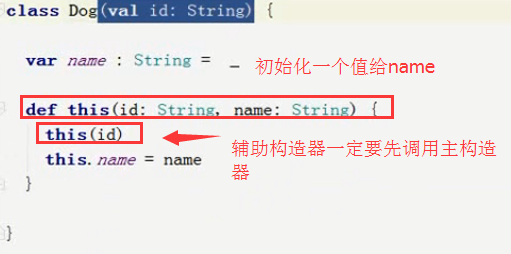 class Dog(val id: String) {
var name : String = _ 初始化一个值给name
def this(id: String, name: String) {
this(id)
this.name = name
辅助构造器一定要先调用主构造
器
}
}